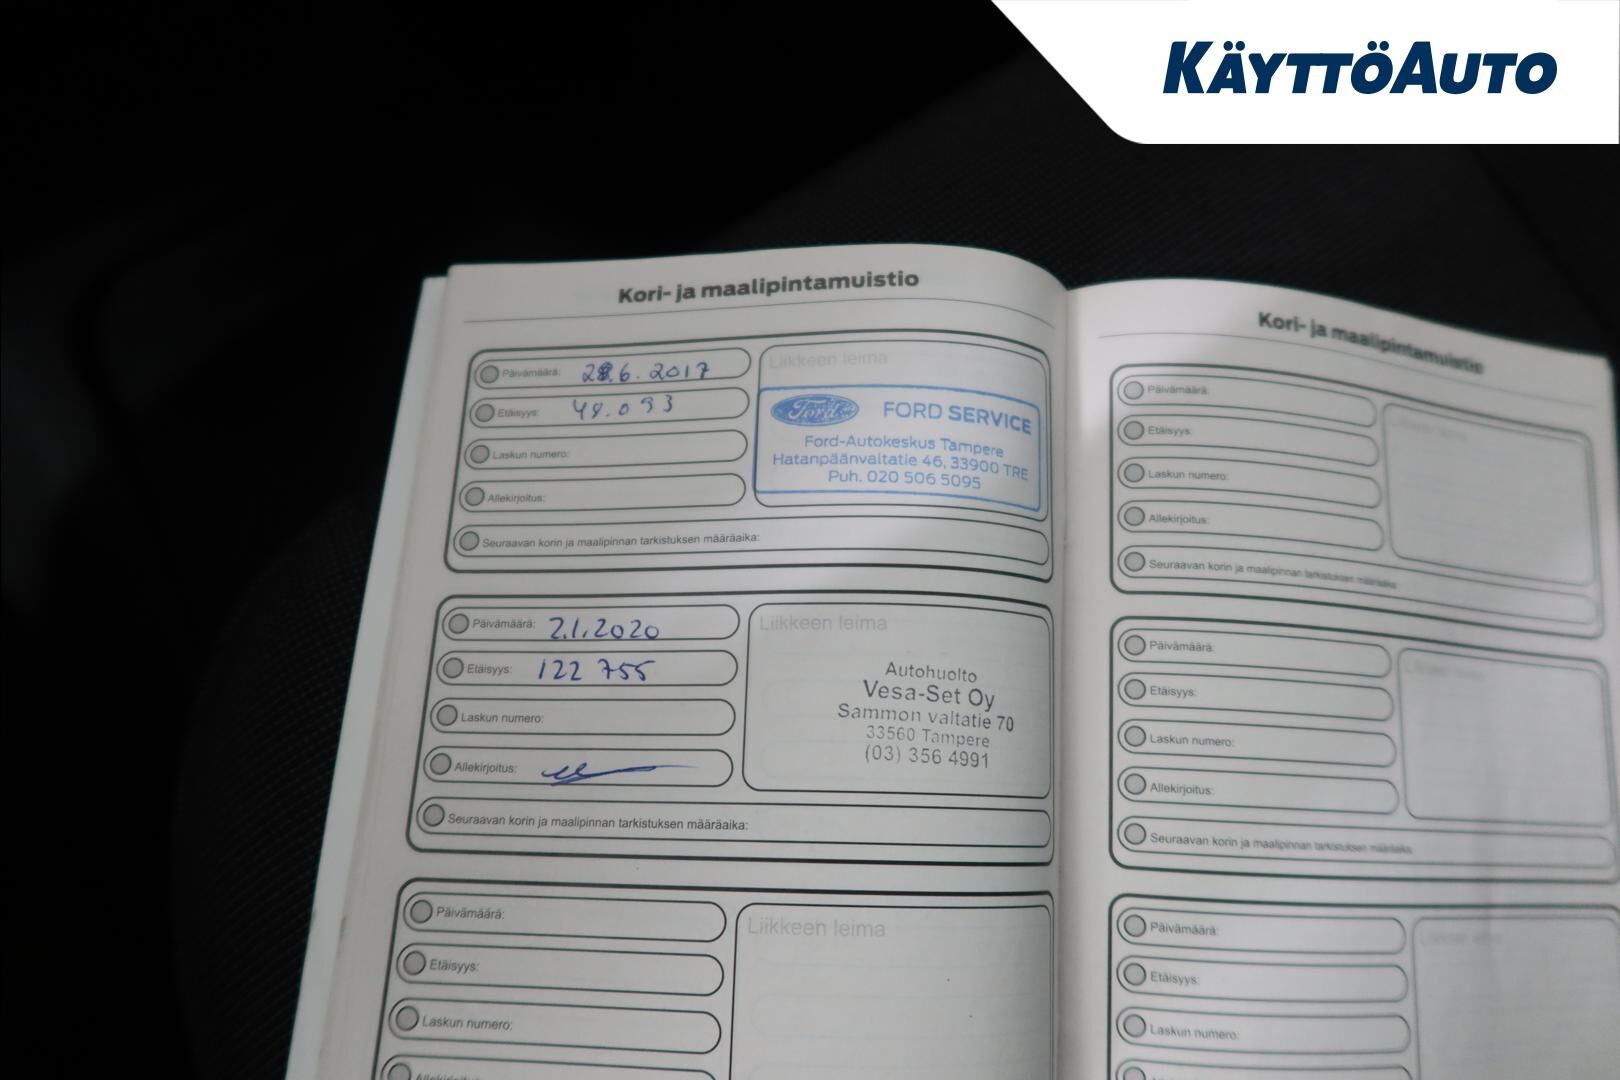 KÄYTTÖAUTO
Kori- ja maalipintamuistio
Päivämäärä: 28.6.2017
Etäisyys: 48.093
Laskun numero:
Allekirjoitus:
Seuraavan korin ja maalipinnan tarkistuksen määräaika:
Liikkeen leima
Ford
FORD SERVICE
Ford-Autokeskus Tampere
Hatanpäänvaltatie 46, 33900 TRE
Puh. 020 506 5095
Päivämäärä: 2.1.2020
Etäisyys: 122 755
Laskun numero:
Allekirjoitus:
Seuraavan korin ja maalipinnan tarkistuksen määräaika:
Liikkeen leima
Autohuolto
Vesa-Set Oy
Sammon valtatie 70
33560 Tampere
(03) 356 4991
Päivämäärä:
Etäisyys:
Laskun numero:
Allekirjoitus:
Liikkeen leima
Kori- ja maalipintamuistio
Päivämäärä:
Etäisyys:
Laskun numero:
Allekirjoitus:
Seuraavan korin ja maalipinnan tarkistuksen määräaika:
Päivämäärä:
Etäisyys:
Laskun numero:
Allekirjoitus:
Seuraavan korin ja maalipinnan tarkistuksen määräaika:
Päivämäärä:
Etäisyys:
Laskun numero: